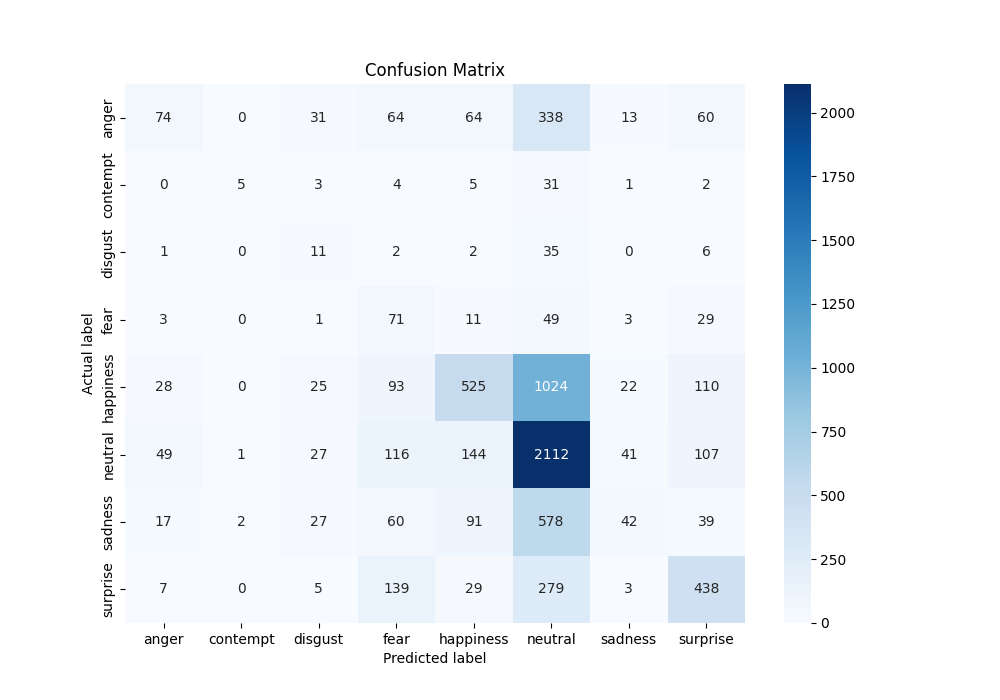 Confusion Matrix
anger 74 0 31 64 64 338 13 60
contempt 0 5 3 4 5 31 1 2
disgust 1 0 11 2 2 35 0 6
fear 3 0 1 71 11 49 3 29
happiness 28 0 25 93 525 1024 22 110
neutral 49 1 27 116 144 2112 41 107
sadness 17 2 27 60 91 578 42 39
surprise 7 0 5 139 29 279 3 438
anger contempt disgust fear happiness neutral sadness surprise
Predicted label
Actual label
2000
1750
1500
1250
1000
750
500
250
0